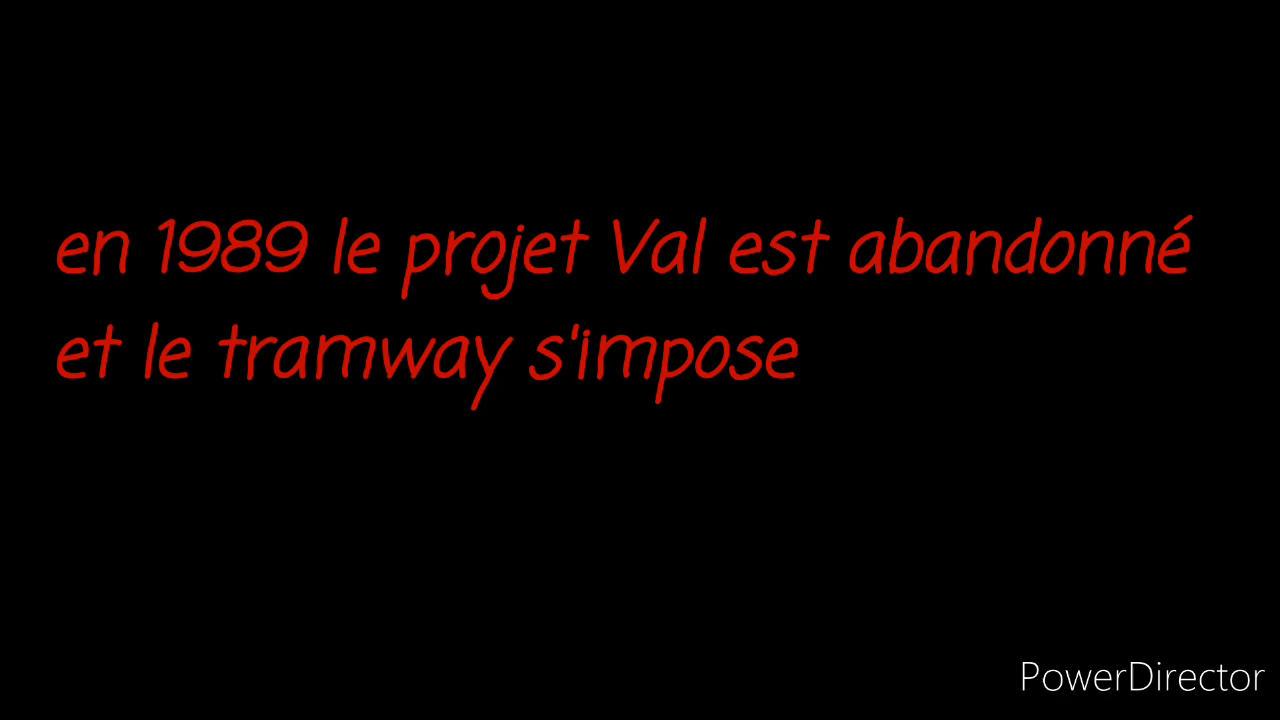 en 1989 le projet Val est abandonné
et le tramway s'impose
PowerDirector